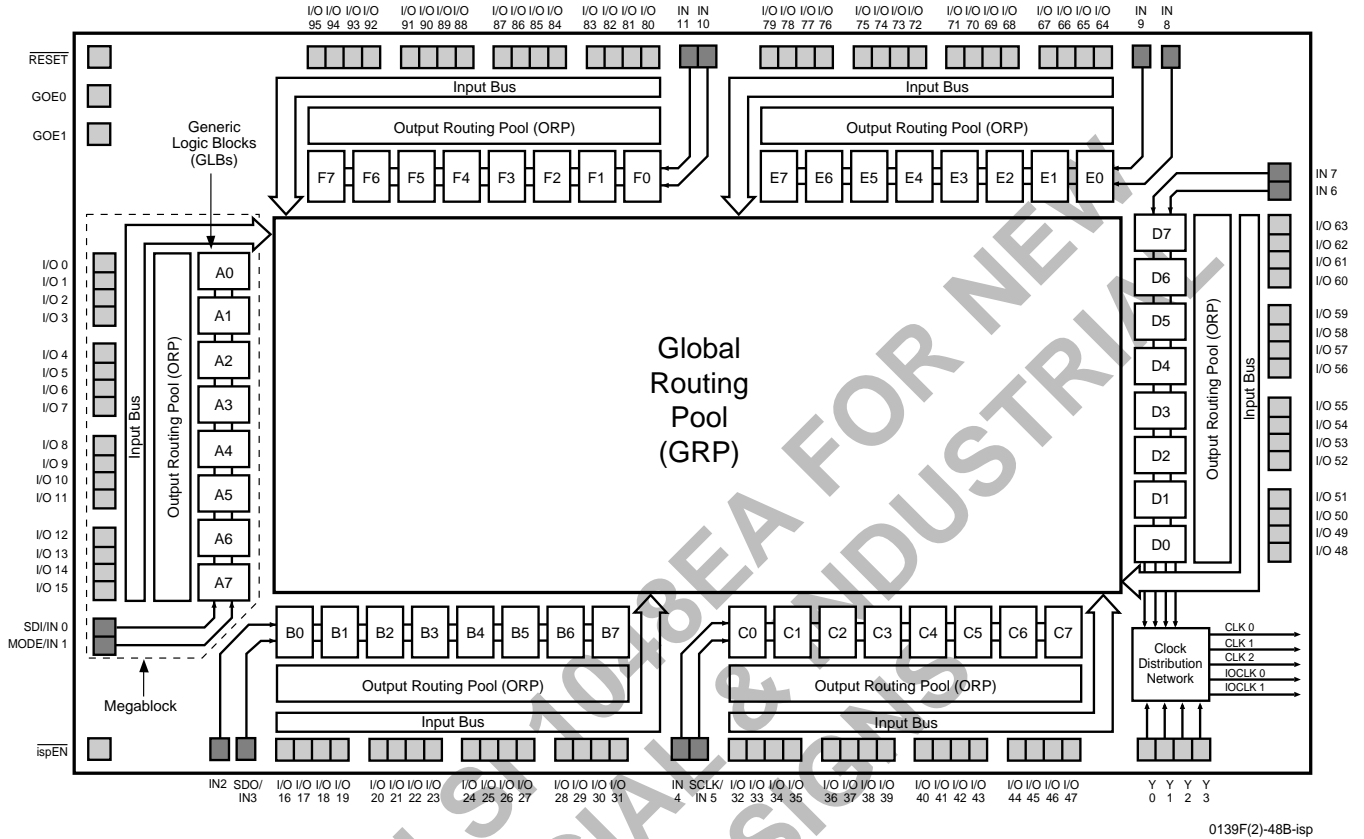 I/O I/O I/O I/O
95 94 93 92
I/O I/O I/O I/O
91 90 89 88
I/O I/O I/O I/O
87 86 85 84
I/O I/O I/O I/O
83 82 81 80
IN IN
11 10
I/O I/O I/O I/O
79 78 77 76
I/O I/O I/O I/O
75 74 73 72
I/O I/O I/O I/O
71 70 69 68
I/O I/O I/O I/O
67 66 65 64
IN IN
9 8
RESET
GOE0
GOE1
Input Bus
Output Routing Pool (ORP)
F7 F6 F5 F4 F3 F2 F1 F0
Input Bus
Output Routing Pool (ORP)
E7 E6 E5 E4 E3 E2 E1 E0
Generic
Logic Blocks
(GLBs)
IN 7
IN 6
I/O 0
I/O 1
I/O 2
I/O 3
I/O 4
I/O 5
I/O 6
I/O 7
I/O 8
I/O 9
I/O 10
I/O 11
I/O 12
I/O 13
I/O 14
I/O 15
SDI/IN 0
MODE/IN 1
Input Bus
Output Routing Pool (ORP)
A0
A1
A2
A3
A4
A5
A6
A7
Megablock
Global
Routing
Pool
(GRP)
D7
D6
D5
D4
D3
D2
D1
D0
Output Routing Pool (ORP)
Input Bus
I/O 63
I/O 62
I/O 61
I/O 60
I/O 59
I/O 58
I/O 57
I/O 56
I/O 55
I/O 54
I/O 53
I/O 52
I/O 51
I/O 50
I/O 49
I/O 48
B0 B1 B2 B3 B4 B5 B6 B7
Output Routing Pool (ORP)
Input Bus
C0 C1 C2 C3 C4 C5 C6 C7
Output Routing Pool (ORP)
Input Bus
Clock
Distribution
Network
CLK 0
CLK 1
CLK 2
IOCLK 0
IOCLK 1
ispEN
IN2
SDO/
IN3
I/O I/O I/O I/O
16 17 18 19
I/O I/O I/O I/O
20 21 22 23
I/O I/O I/O I/O
24 25 26 27
I/O I/O I/O I/O
28 29 30 31
IN
4
SCLK/
IN 5
I/O I/O I/O I/O
32 33 34 35
I/O I/O I/O I/O
36 37 38 39
I/O I/O I/O I/O
40 41 42 43
I/O I/O I/O I/O
44 45 46 47
Y Y Y Y
0 1 2 3
0139F(2)-48B-isp
1048EA FOR NEW
& INDUSTRIAL